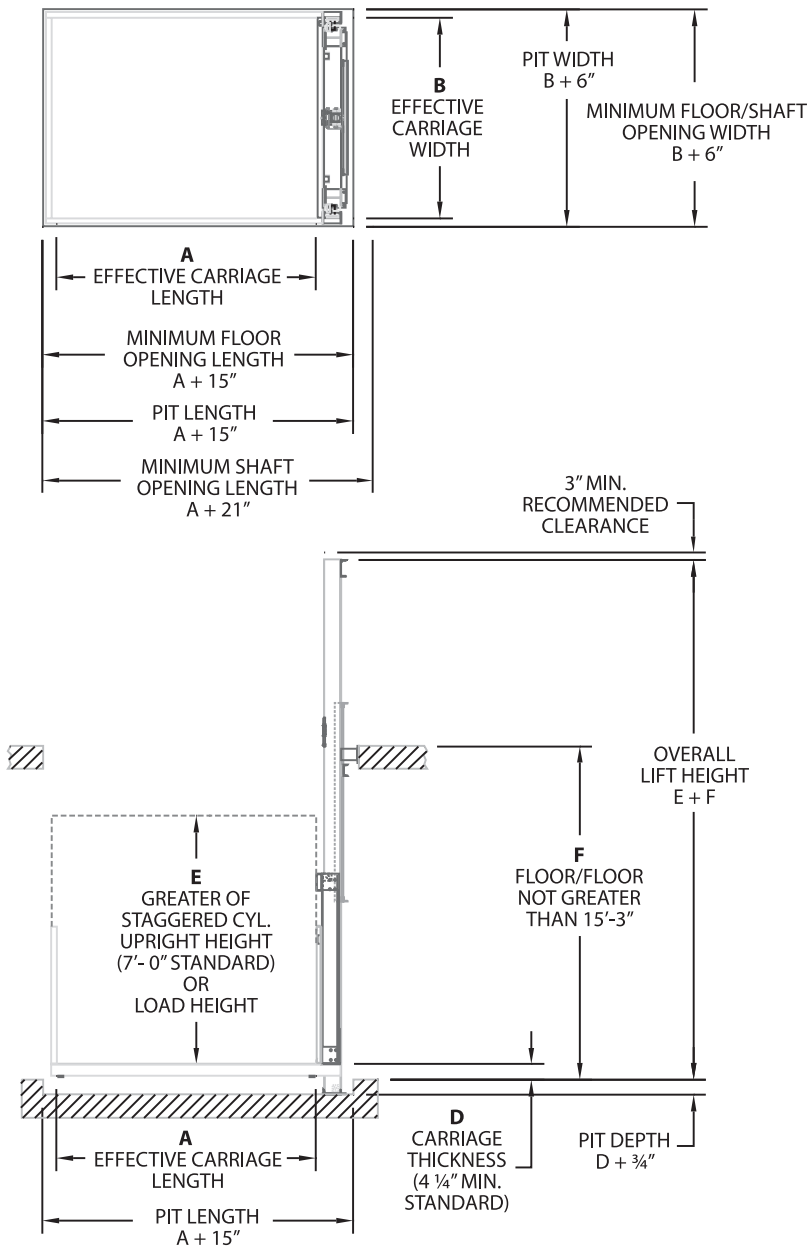 B
EFFECTIVE
CARRIAGE
WIDTH
PIT WIDTH
B + 6”
MINIMUM FLOOR/SHAFT
OPENING WIDTH
B + 6”
A
EFFECTIVE CARRIAGE
LENGTH
MINIMUM FLOOR
OPENING LENGTH
A + 15”
PIT LENGTH
A + 15”
MINIMUM SHAFT
OPENING LENGTH
A + 21”
3” MIN.
RECOMMENDED
CLEARANCE
OVERALL
LIFT HEIGHT
E + F
E
GREATER OF
STAGGERED CYL.
UPRIGHT HEIGHT
(7’- 0” STANDARD)
OR
LOAD HEIGHT
F
FLOOR/FLOOR
NOT GREATER
THAN 15’-3”
A
EFFECTIVE CARRIAGE
LENGTH
PIT LENGTH
A + 15”
D
CARRIAGE
THICKNESS
(4 ¼” MIN.
STANDARD)
PIT DEPTH
D + ¾”